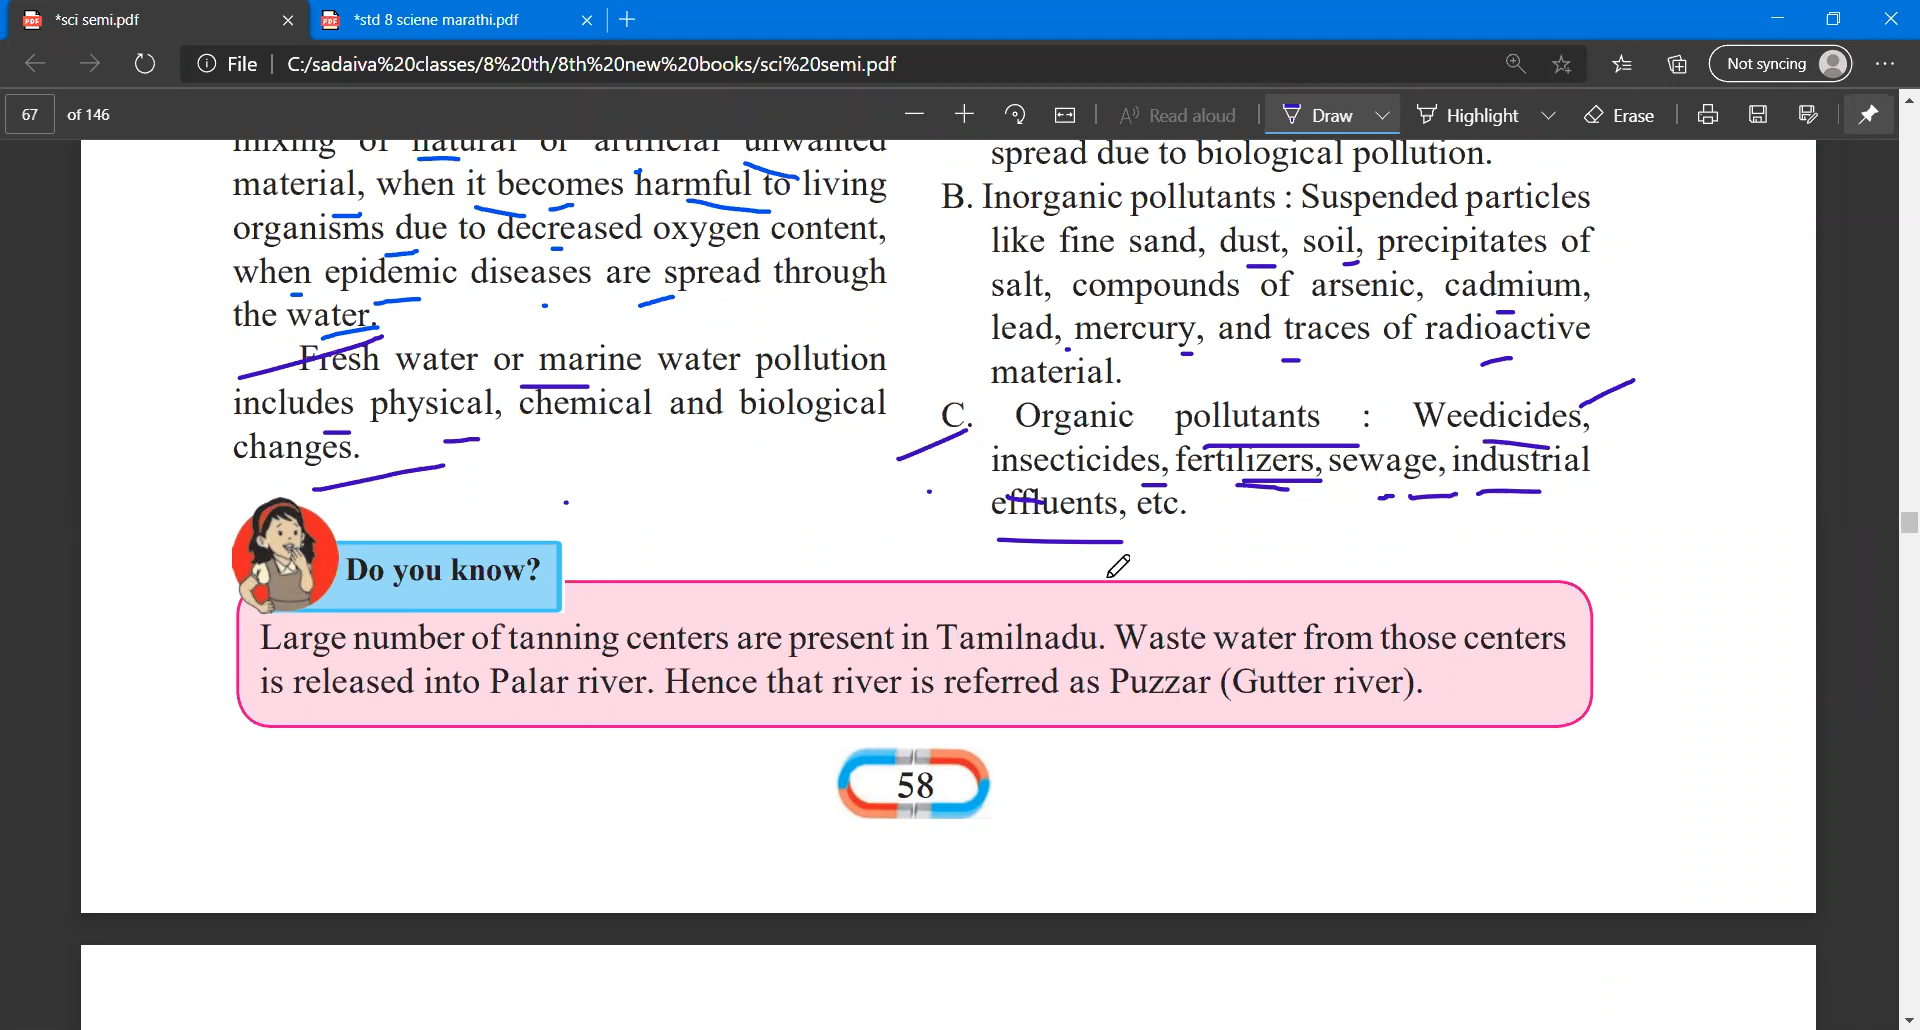 *sci semi.pdf
*std 8 sciene marathi.pdf
File
C:/sadaiva%20classes/8%20th/8th%20new%20books/sci%20semi.pdf
Not syncing
67 of 146
Read aloud
Draw
Highlight
Erase
mixing of natural or artificial unwanted
material, when it becomes harmful to living
organisms due to decreased oxygen content,
when epidemic diseases are spread through
the water.
Fresh water or marine water pollution
includes physical, chemical and biological
changes.
spread due to biological pollution.
B. Inorganic pollutants : Suspended particles
like fine sand, dust, soil, precipitates of
salt, compounds of arsenic, cadmium,
lead, mercury, and traces of radioactive
material.
C. Organic pollutants : Weedicides,
insecticides, fertilizers, sewage, industrial
effluents, etc.
Do you know?
Large number of tanning centers are present in Tamilnadu. Waste water from those centers
is released into Palar river. Hence that river is referred as Puzzar (Gutter river).
58